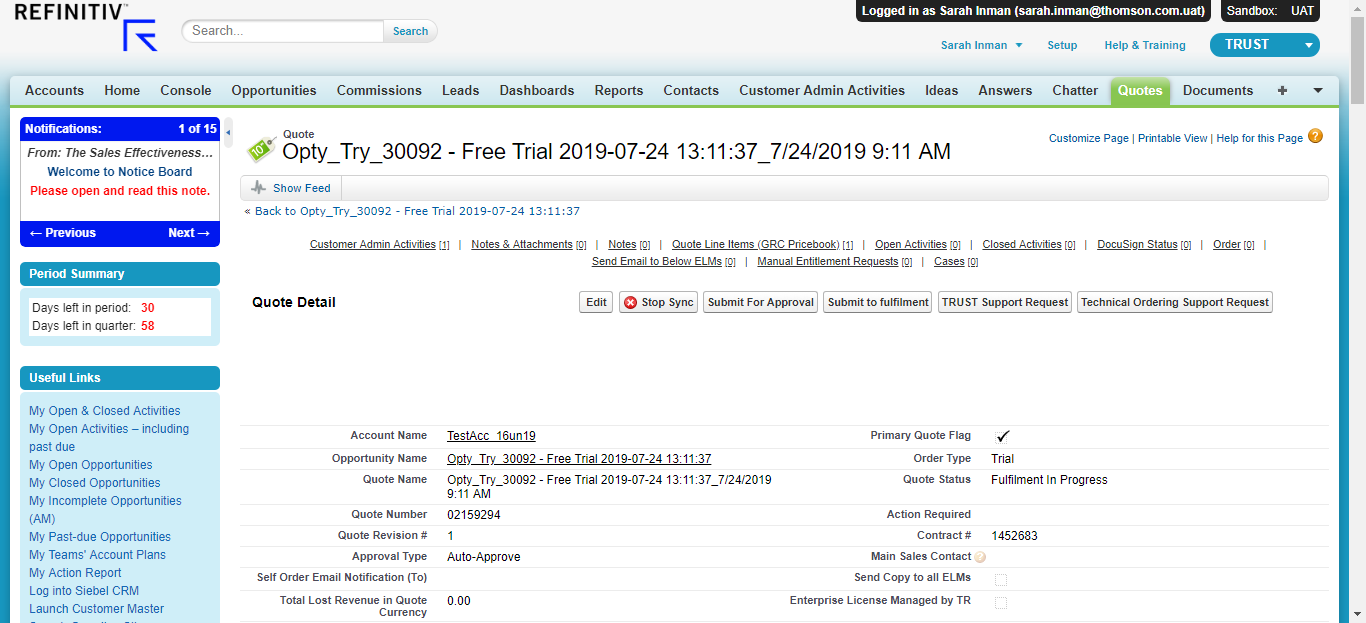 REFINITIV
Search...
Search
Logged in as Sarah Inman (sarah.inman@thomson.com.uat)
Sandbox: UAT
Sarah Inman
Setup
Help & Training
TRUST
Accounts Home Console Opportunities Commissions Leads Dashboards Reports Contacts Customer Admin Activities Ideas Answers Chatter Quotes Documents +
Notifications: 1 of 15
From: The Sales Effectiveness...
Welcome to Notice Board
Please open and read this note.
← Previous Next →
Period Summary
Days left in period: 30
Days left in quarter: 58
Useful Links
My Open & Closed Activities
My Open Activities – including
past due
My Open Opportunities
My Closed Opportunities
My Incomplete Opportunities
(AM)
My Past-due Opportunities
My Teams' Account Plans
My Action Report
Log into Siebel CRM
Launch Customer Master
Quote
Opty_Try_30092 - Free Trial 2019-07-24 13:11:37_7/24/2019 9:11 AM
Customize Page | Printable View | Help for this Page
Show Feed
« Back to Opty_Try_30092 - Free Trial 2019-07-24 13:11:37
Customer Admin Activities [1] | Notes & Attachments [0] | Notes [0] | Quote Line Items (GRC Pricebook) [1] | Open Activities [0] | Closed Activities [0] | DocuSign Status [0] | Order [0] |
Send Email to Below ELMs [0] | Manual Entitlement Requests [0] | Cases [0]
Quote Detail
Edit Stop Sync Submit For Approval Submit to fulfilment TRUST Support Request Technical Ordering Support Request
Account Name TestAcc_16un19 Primary Quote Flag
Opportunity Name Opty_Try_30092 - Free Trial 2019-07-24 13:11:37 Order Type Trial
Quote Name Opty_Try_30092 - Free Trial 2019-07-24 13:11:37_7/24/2019 Quote Status Fulfilment In Progress
9:11 AM
Quote Number 02159294 Action Required
Quote Revision # 1 Contract # 1452683
Approval Type Auto-Approve Main Sales Contact
Self Order Email Notification (To) Send Copy to all ELMs
Total Lost Revenue in Quote 0.00 Enterprise License Managed by TR
Currency